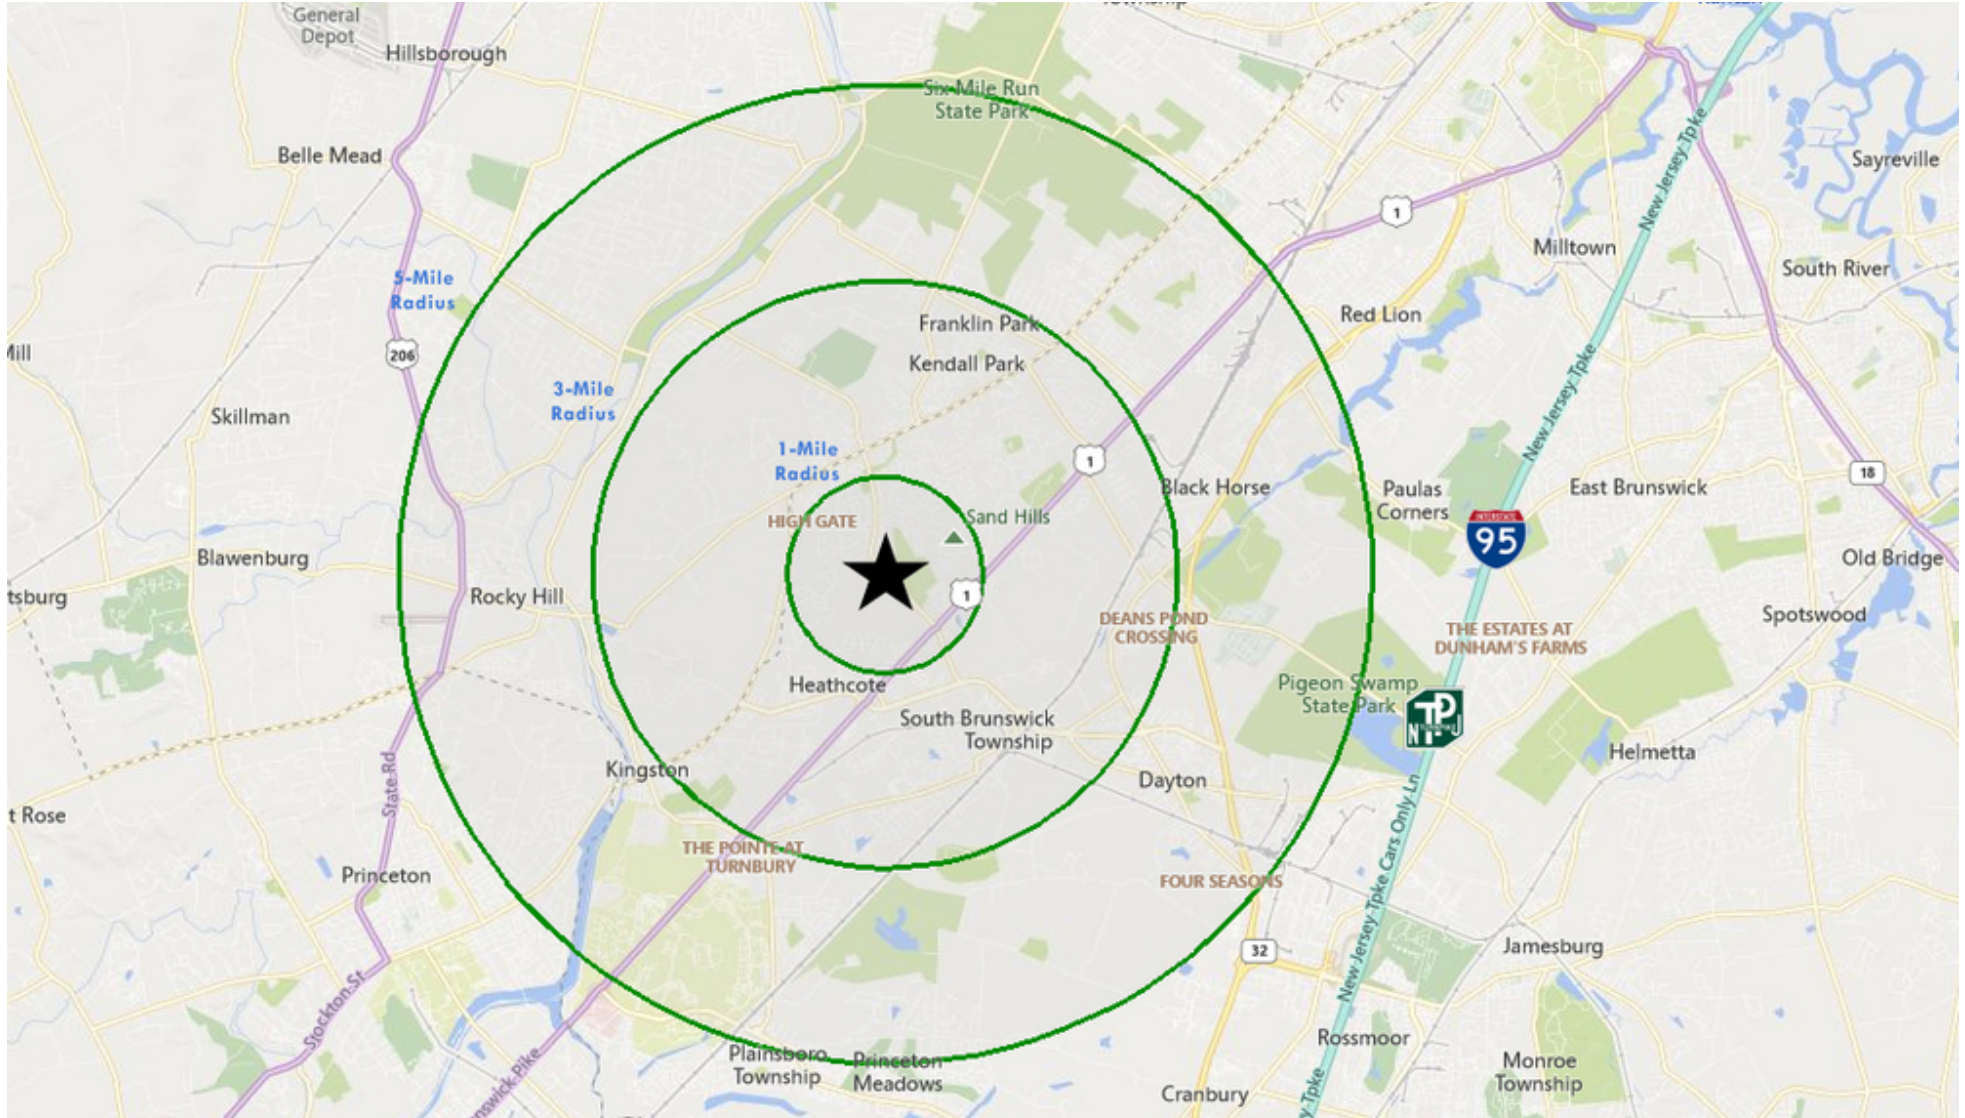 General
Depot
Hillsborough
Township
Six Mile Run
State Park
Belle Mead
Sayreville
New Jersey Tpke
1
Milltown
South River
5-Mile
Radius
Red Lion
Franklin Park
206
Kendall Park
3-Mile
Radius
New Jersey Tpke
Skillman
1-Mile
Radius
1
18
Black Horse
Paulas
Corners
East Brunswick
HIGH GATE
Sand Hills
95
Blawenburg
Old Bridge
Rocky Hill
1
tsburg
DEANS POND
CROSSING
Spotswood
THE ESTATES AT
DUNHAM'S FARMS
Heathcote
Pigeon Swamp
State Park
South Brunswick
Township
Helmetta
Kingston
Dayton
State Rd
t Rose
New Jersey Tpke Cars Only Ln
THE POINTE AT
TURNBURY
Princeton
FOUR SEASONS
32
Jamesburg
Stockton St
Rossmoor
Plainsboro
Township
Princeton
Meadows
Monroe
Township
nswick Pike
Cranbury
y Tpke